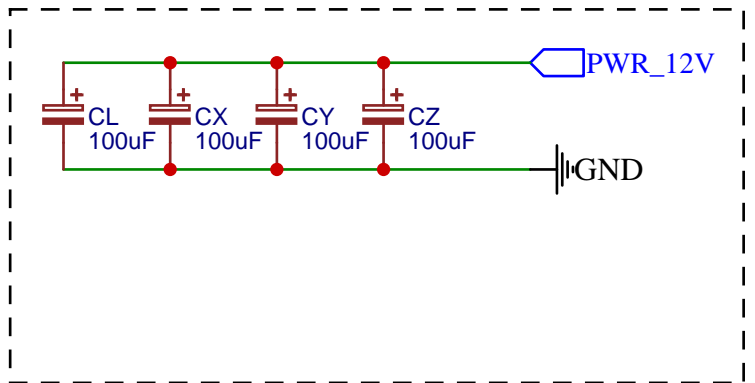 PWR_12V
+ + + +
CL CX CY CZ
100uF 100uF 100uF 100uF
GND